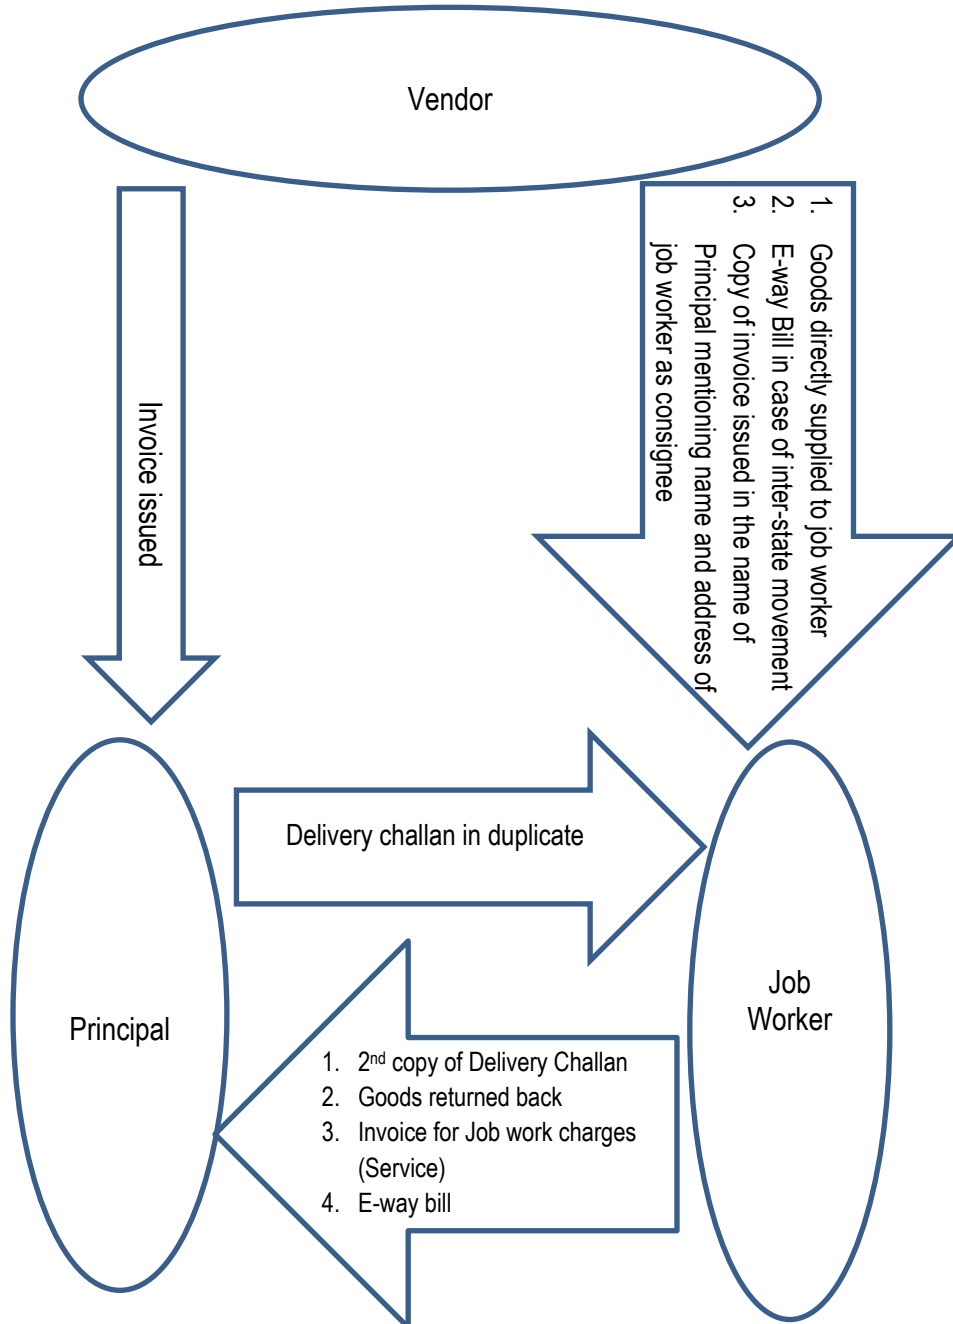 Vendor
Invoice issued
1. Goods directly supplied to job worker
2. E-way Bill in case of inter-state movement
3. Copy of invoice issued in the name of
Principal mentioning name and address of
job worker as consignee
Delivery challan in duplicate
Principal
Job
Worker
1. 2nd copy of Delivery Challan
2. Goods returned back
3. Invoice for Job work charges
(Service)
4. E-way bill